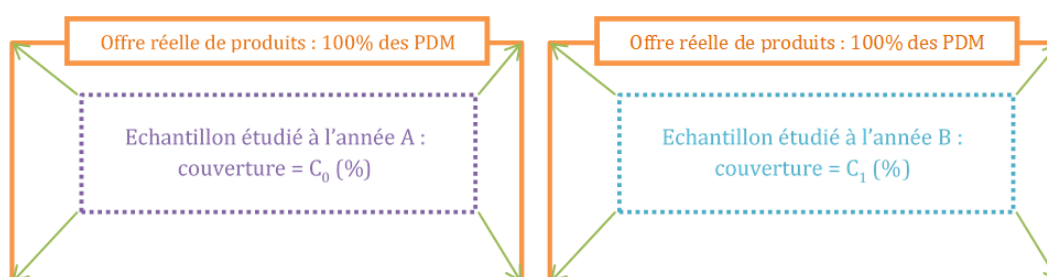 Offre réelle de produits : 100% des PDM
Echantillon étudié à l'année A :
couverture = C₀ (%)
Offre réelle de produits : 100% des PDM
Echantillon étudié à l'année B :
couverture = C₁ (%)